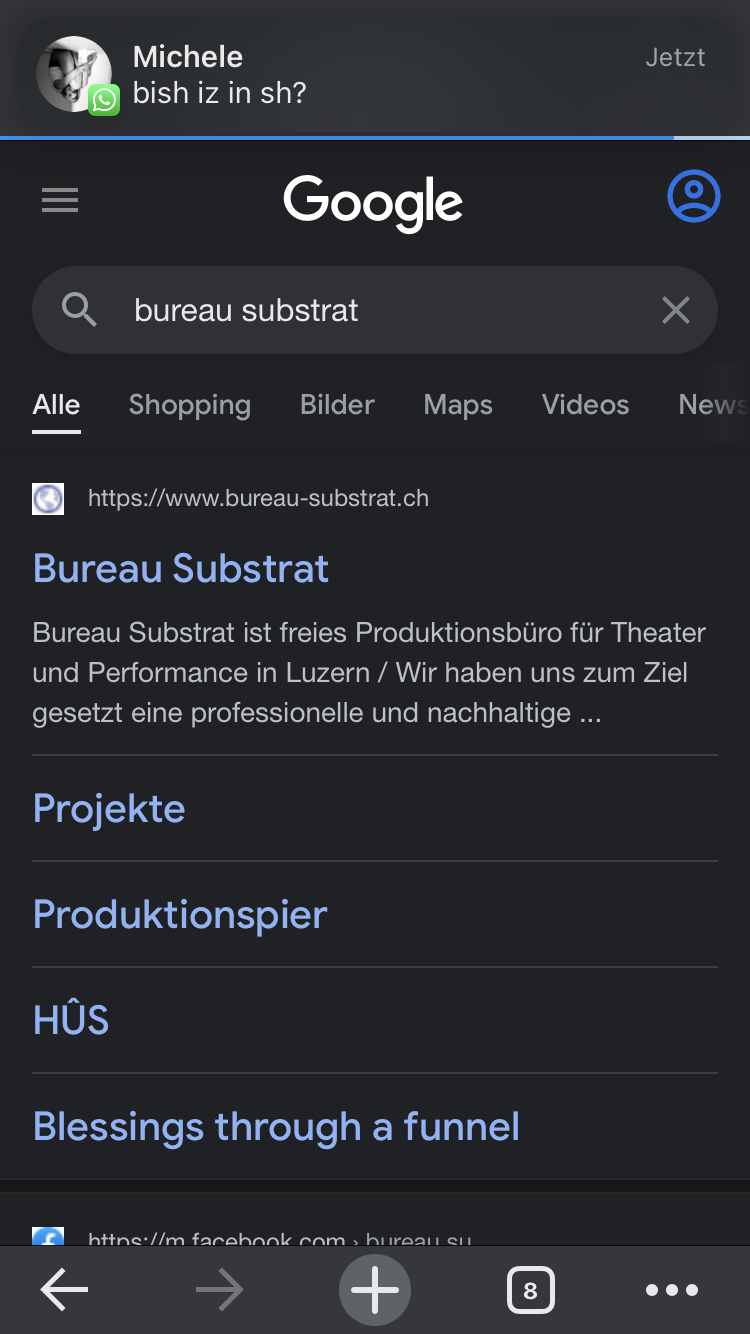 Michele
Jetzt
bish iz in sh?
Google
bureau substrat
Alle Shopping Bilder Maps Videos News
https://www.bureau-substrat.ch
Bureau Substrat
Bureau Substrat ist freies Produktionsbüro für Theater
und Performance in Luzern / Wir haben uns zum Ziel
gesetzt eine professionelle und nachhaltige ...
Projekte
Produktionspier
HÛS
Blessings through a funnel
https://m.facebook.com › bureau.su...
8